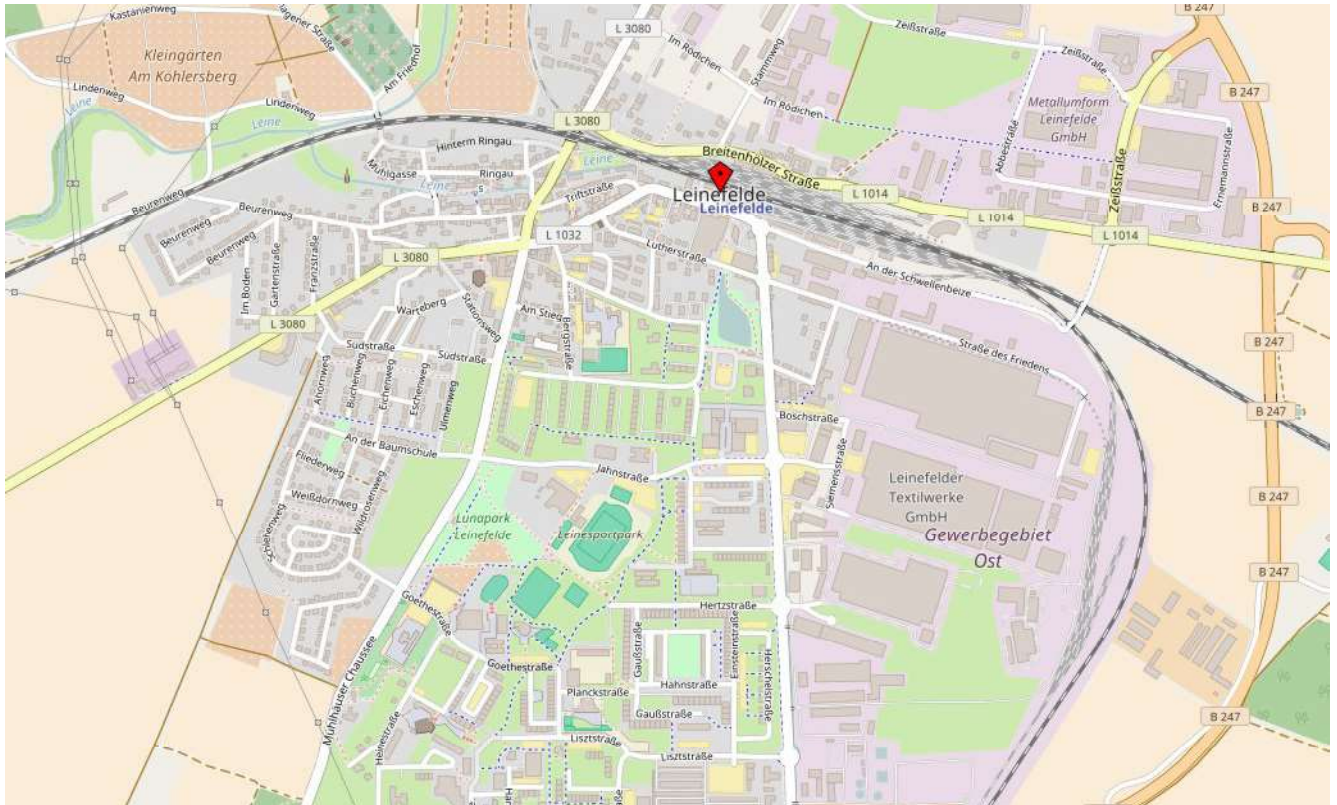 Kastanienweg
L 3080
B 247
Zeißstraße
Im Rödichen
Stammweg
Am Friedhof
Kleingärten
Am Köhlersberg
Zeißstraße
Lindenweg
Leine
Lindenweg
Leine
Im Rödichen
Metallumform
Leinefelde
GmbH
B 247
L 3080
Hinterm Ringau
Leine
Breitenhölzer Straße
Abbestraße
Zeißstraße
Ernemannstraße
Mühlgasse
Ringau
Leine
Triftstraße
Leinefelde
Leinefelde
L 1014
L 1014
L 1014
B 247
Beurenweg
Beurenweg
Beurenweg
Beurenweg
L 1032
Lutherstraße
L 3080
An der Schwellenbeize
Im Boden
Gartenstraße
Franzstraße
Warteberg
Stationsweg
Am Stieg
Bergstraße
L 3080
Südstraße
Südstraße
Straße des Friedens
Ahornweg
Buchenweg
Eichenweg
Eschenweg
Ulmenweg
B 247
Boschstraße
An der Baumschule
Fliederweg
Jahnstraße
Siemensstraße
Leinefelder
Textilwerke
GmbH
Weißdornweg
Wildrosenweg
B 247
Lunapark
Leinefelde
Leinesportpark
Gewerbegebiet
Ost
B 247
Goethestraße
Hertzstraße
Gaußstraße
Einsteinstraße
Herschelstraße
Goethestraße
Mühlhäuser Chaussee
Planckstraße
Hahnstraße
Gaußstraße
B 247
Heinestraße
Lisztstraße
Lisztstraße